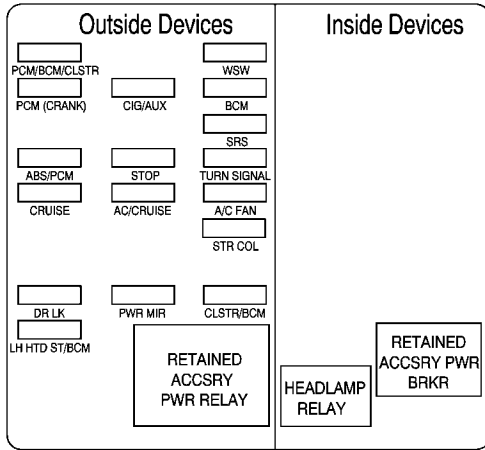 Outside Devices
Inside Devices
PCM/BCM/CLSTR
WSW
PCM (CRANK)
CIG/AUX
BCM
SRS
ABS/PCM
STOP
TURN SIGNAL
CRUISE
AC/CRUISE
A/C FAN
STR COL
DR LK
PWR MIR
CLSTR/BCM
LH HTD ST/BCM
RETAINED
ACCSRY
PWR RELAY
HEADLAMP
RELAY
RETAINED
ACCSRY PWR
BRKR